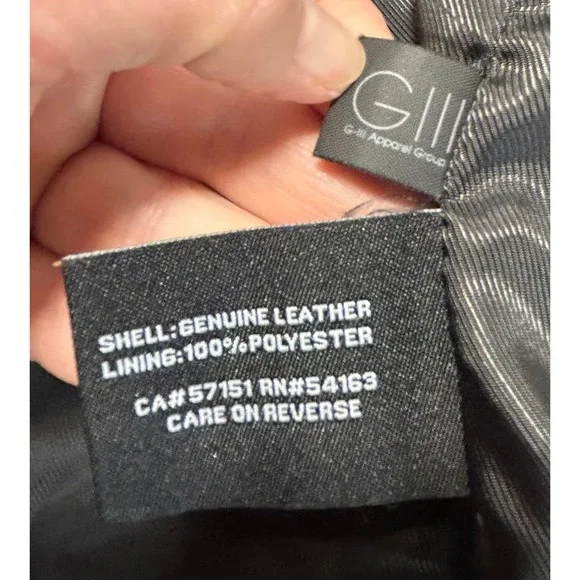 GIII
G-III Apparel Group
SHELL:GENUINE LEATHER
LINING:100%POLYESTER
CA#57151 RN#54163
CARE ON REVERSE